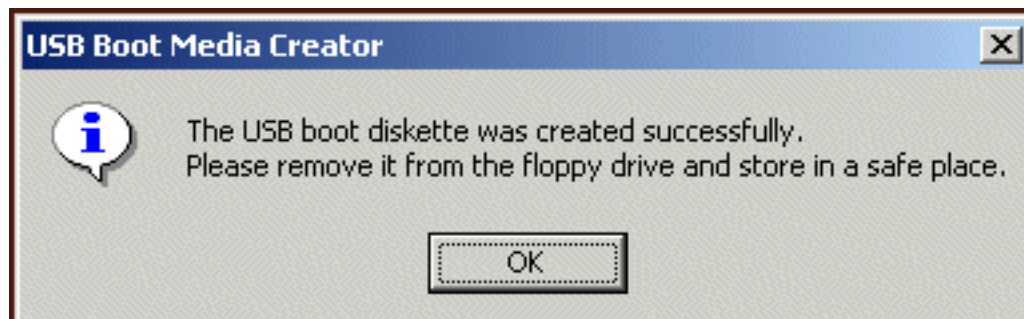 USB Boot Media Creator
The USB boot diskette was created successfully.
Please remove it from the floppy drive and store in a safe place.
OK